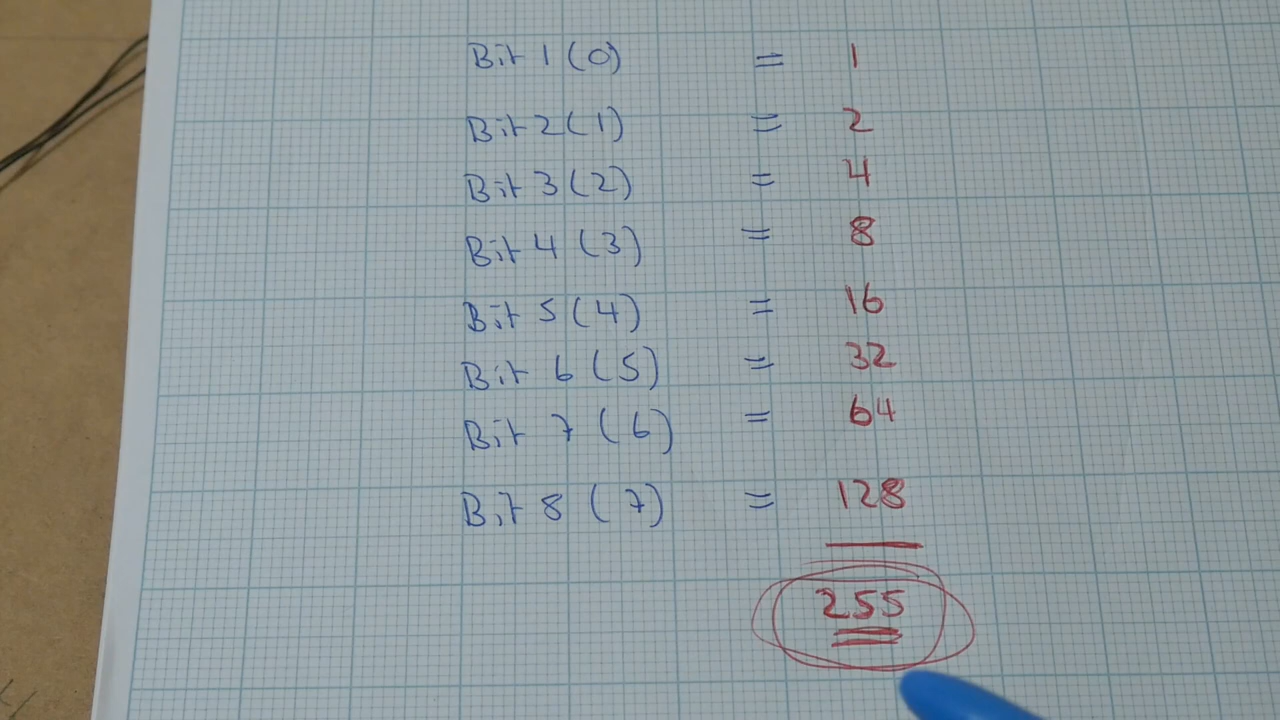 Bit 1 (0) = 1
Bit 2 (1) = 2
Bit 3 (2) = 4
Bit 4 (3) = 8
Bit 5 (4) = 16
Bit 6 (5) = 32
Bit 7 (6) = 64
Bit 8 (7) = 128
255